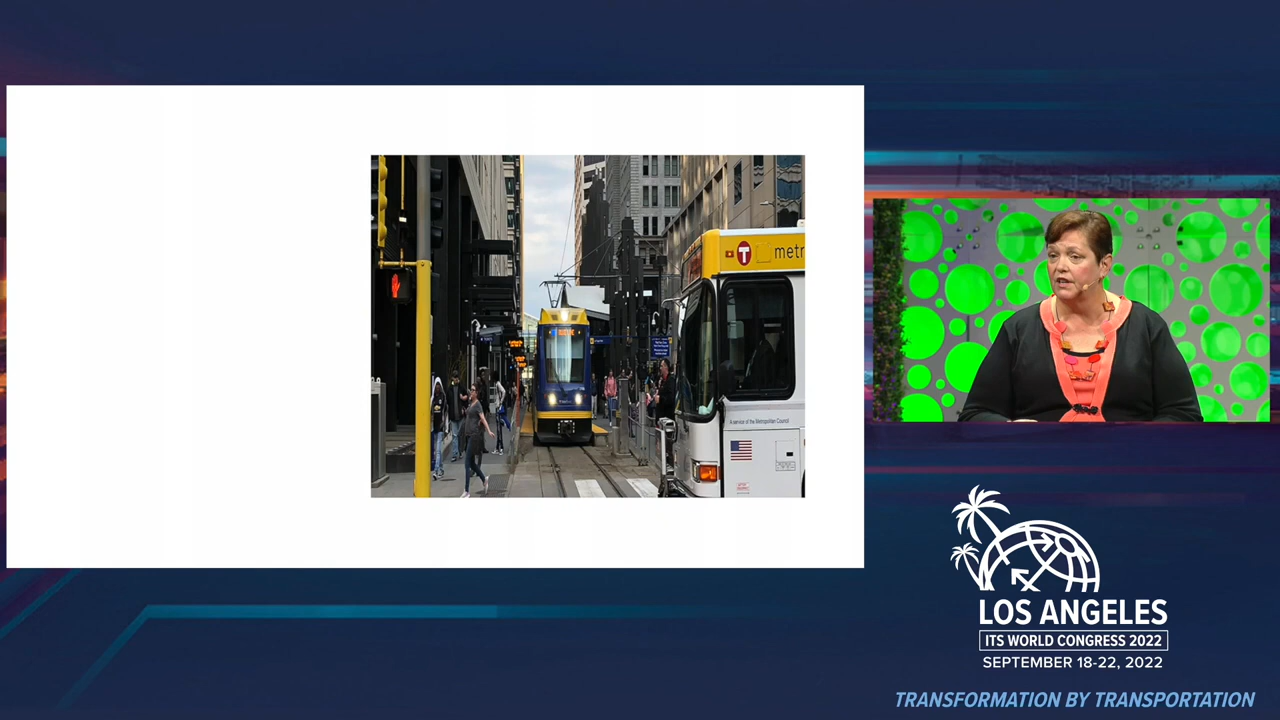 T metr
A service of the Metropolitan Council
LOS ANGELES
ITS WORLD CONGRESS 2022
SEPTEMBER 18-22, 2022
TRANSFORMATION BY TRANSPORTATION